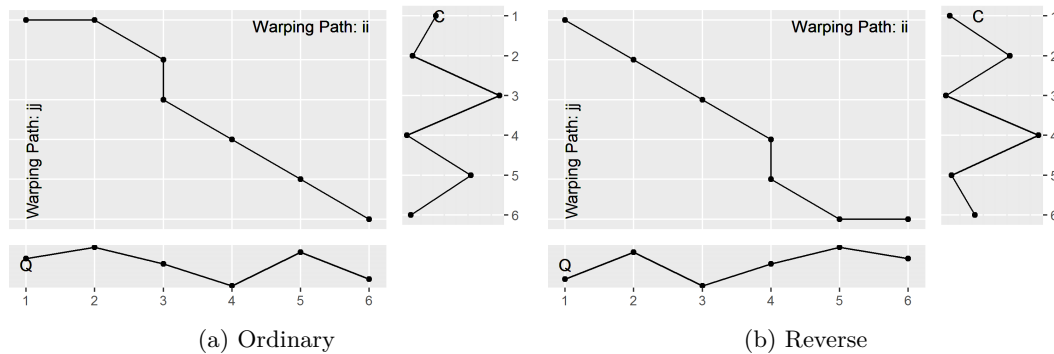 Warping Path: ii
Warping Path: jj
C
1
2
3
4
5
6
Q
1 2 3 4 5 6
(a) Ordinary
Warping Path: ii
Warping Path: jj
C
1
2
3
4
5
6
Q
1 2 3 4 5 6
(b) Reverse